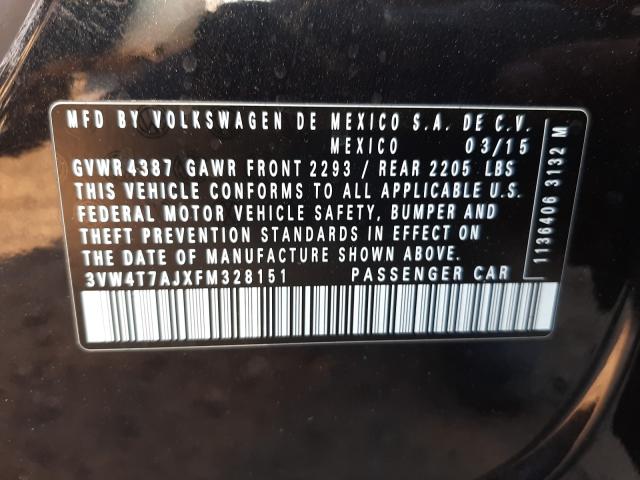 MFD BY VOLKSWAGEN DE MEXICO S.A. DE C.V.
MEXICO 03/15
GVWR 4387 GAWR FRONT 2293 / REAR 2205 LBS
THIS VEHICLE CONFORMS TO ALL APPLICABLE U.S.
FEDERAL MOTOR VEHICLE SAFETY, BUMPER AND
THEFT PREVENTION STANDARDS IN EFFECT ON
THE DATE OF MANUFACTURE SHOWN ABOVE.
3VW4T7AJXFM328151 PASSENGER CAR
1136406 3132 M